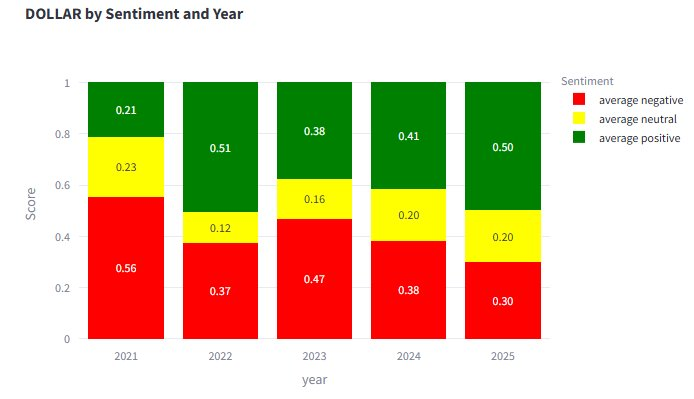 DOLLAR by Sentiment and Year
Sentiment
average negative
average neutral
average positive
Score
1
0.8
0.6
0.4
0.2
0
0.21
0.23
0.56
0.51
0.12
0.37
0.38
0.16
0.47
0.41
0.20
0.38
0.50
0.20
0.30
2021 2022 2023 2024 2025
year